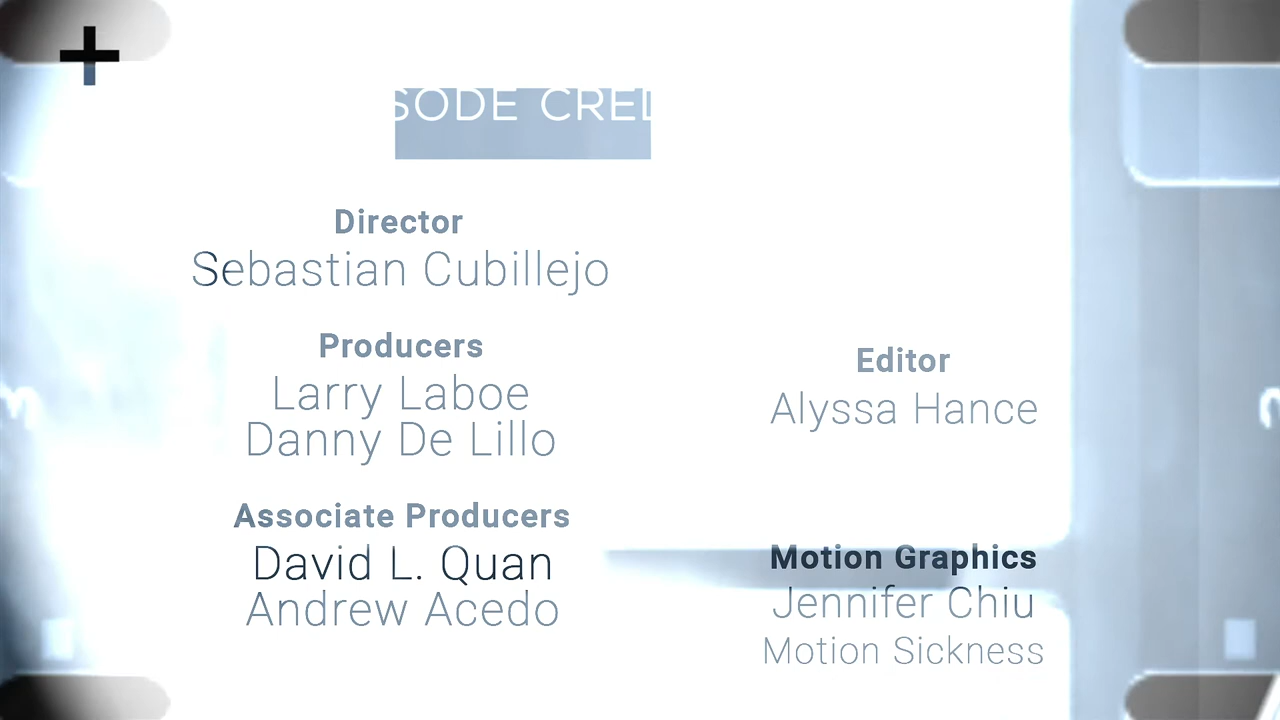 SODE CRED
Director
Sebastian Cubillejo
Producers
Larry Laboe
Danny De Lillo
Associate Producers
David L. Quan
Andrew Acedo
Editor
Alyssa Hance
Motion Graphics
Jennifer Chiu
Motion Sickness